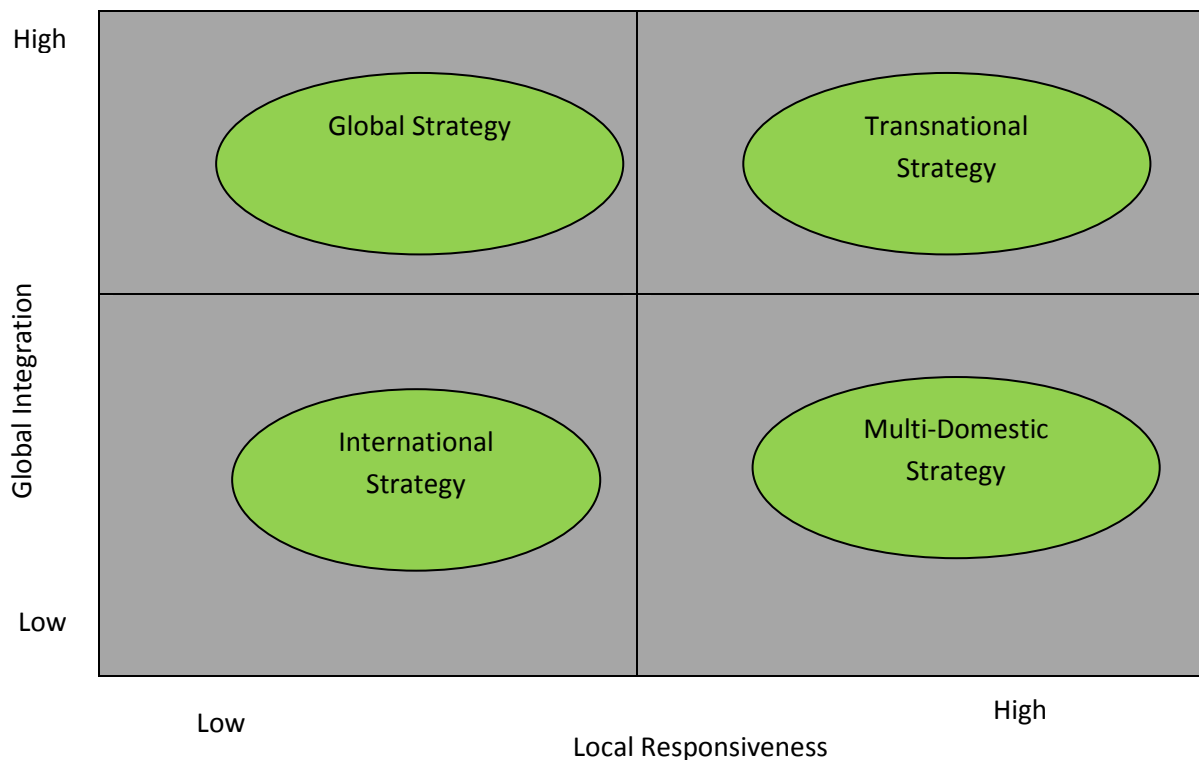 High
Global Strategy
Transnational
Strategy
Global Integration
International
Strategy
Multi-Domestic
Strategy
Low
Low
High
Local Responsiveness